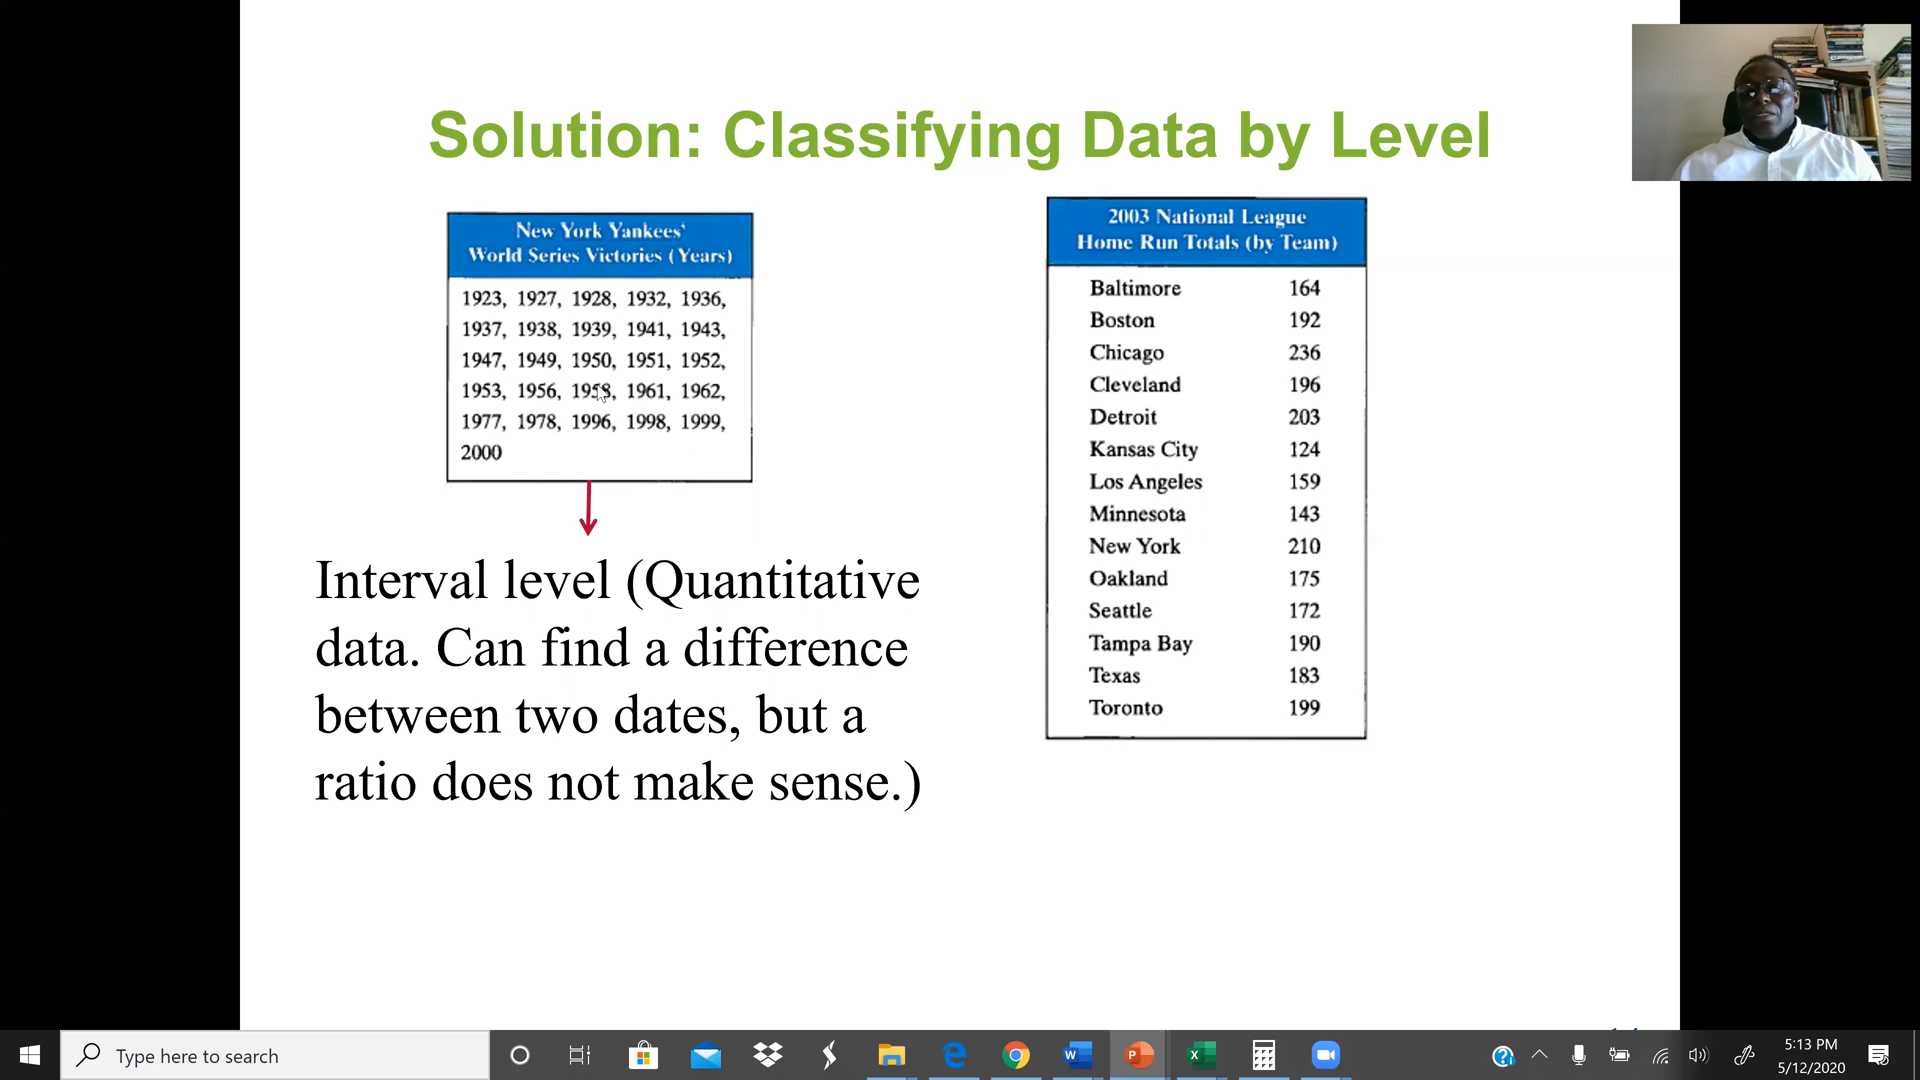 Solution: Classifying Data by Level
New York Yankees'
World Series Victories (Years)
1923, 1927, 1928, 1932, 1936,
1937, 1938, 1939, 1941, 1943,
1947, 1949, 1950, 1951, 1952,
1953, 1956, 1958, 1961, 1962,
1977, 1978, 1996, 1998, 1999,
2000
Interval level (Quantitative
data. Can find a difference
between two dates, but a
ratio does not make sense.)
2003 National League
Home Run Totals (by Team)
Baltimore 164
Boston 192
Chicago 236
Cleveland 196
Detroit 203
Kansas City 124
Los Angeles 159
Minnesota 143
New York 210
Oakland 175
Seattle 172
Tampa Bay 190
Texas 183
Toronto 199
Type here to search
5:13 PM
5/12/2020